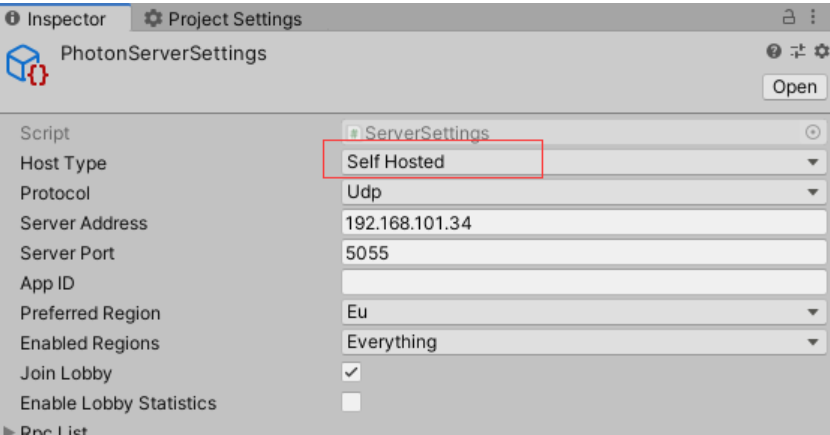 Inspector Project Settings
PhotonServerSettings
Open
Script # ServerSettings
Host Type Self Hosted
Protocol Udp
Server Address 192.168.101.34
Server Port 5055
App ID
Preferred Region Eu
Enabled Regions Everything
Join Lobby
Enable Lobby Statistics
Rpc List